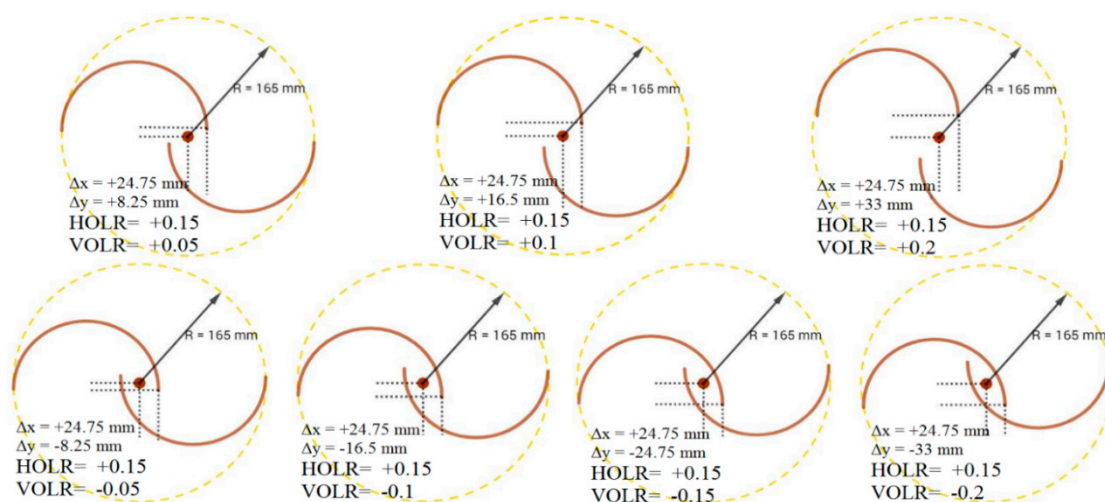 R = 165 mm
Δx = +24.75 mm
Δy = +8.25 mm
HOLR= +0.15
VOLR= +0.05
R = 165 mm
Δx = +24.75 mm
Δy = +16.5 mm
HOLR= +0.15
VOLR= +0.1
R = 165 mm
Δx = +24.75 mm
Δy = +33 mm
HOLR= +0.15
VOLR= +0.2
R = 165 mm
Δx = +24.75 mm
Δy = -8.25 mm
HOLR= +0.15
VOLR= -0.05
R = 165 mm
Δx = +24.75 mm
Δy = -16.5 mm
HOLR= +0.15
VOLR= -0.1
R = 165 mm
Δx = +24.75 mm
Δy = -24.75 mm
HOLR= +0.15
VOLR= -0.15
R = 165 mm
Δx = +24.75 mm
Δy = -33 mm
HOLR= +0.15
VOLR= -0.2